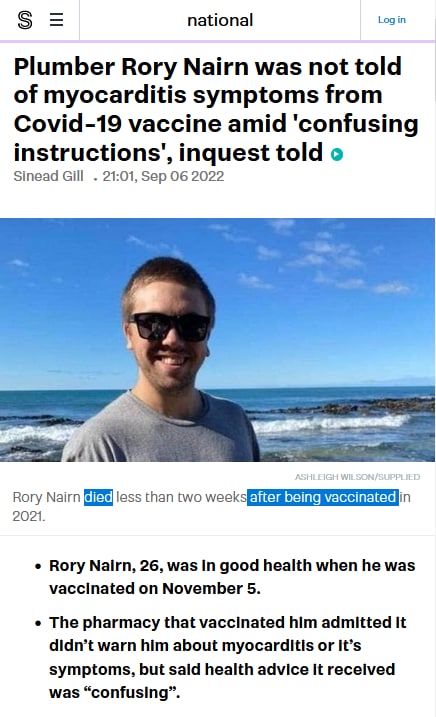 national
Log in
Plumber Rory Nairn was not told
of myocarditis symptoms from
Covid-19 vaccine amid 'confusing
instructions', inquest told
Sinead Gill • 21:01, Sep 06 2022
ASHLEIGH WILSON/SUPPLIED
Rory Nairn died less than two weeks after being vaccinated in
2021.
• Rory Nairn, 26, was in good health when he was
vaccinated on November 5.
• The pharmacy that vaccinated him admitted it
didn’t warn him about myocarditis or it’s
symptoms, but said health advice it received
was “confusing”.